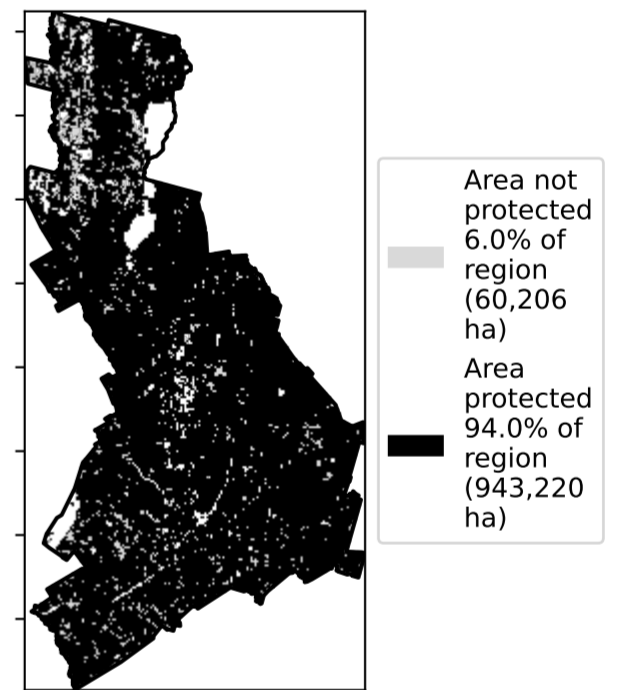 Area not
protected
6.0% of
region
(60,206
ha)
Area
protected
94.0% of
region
(943,220
ha)